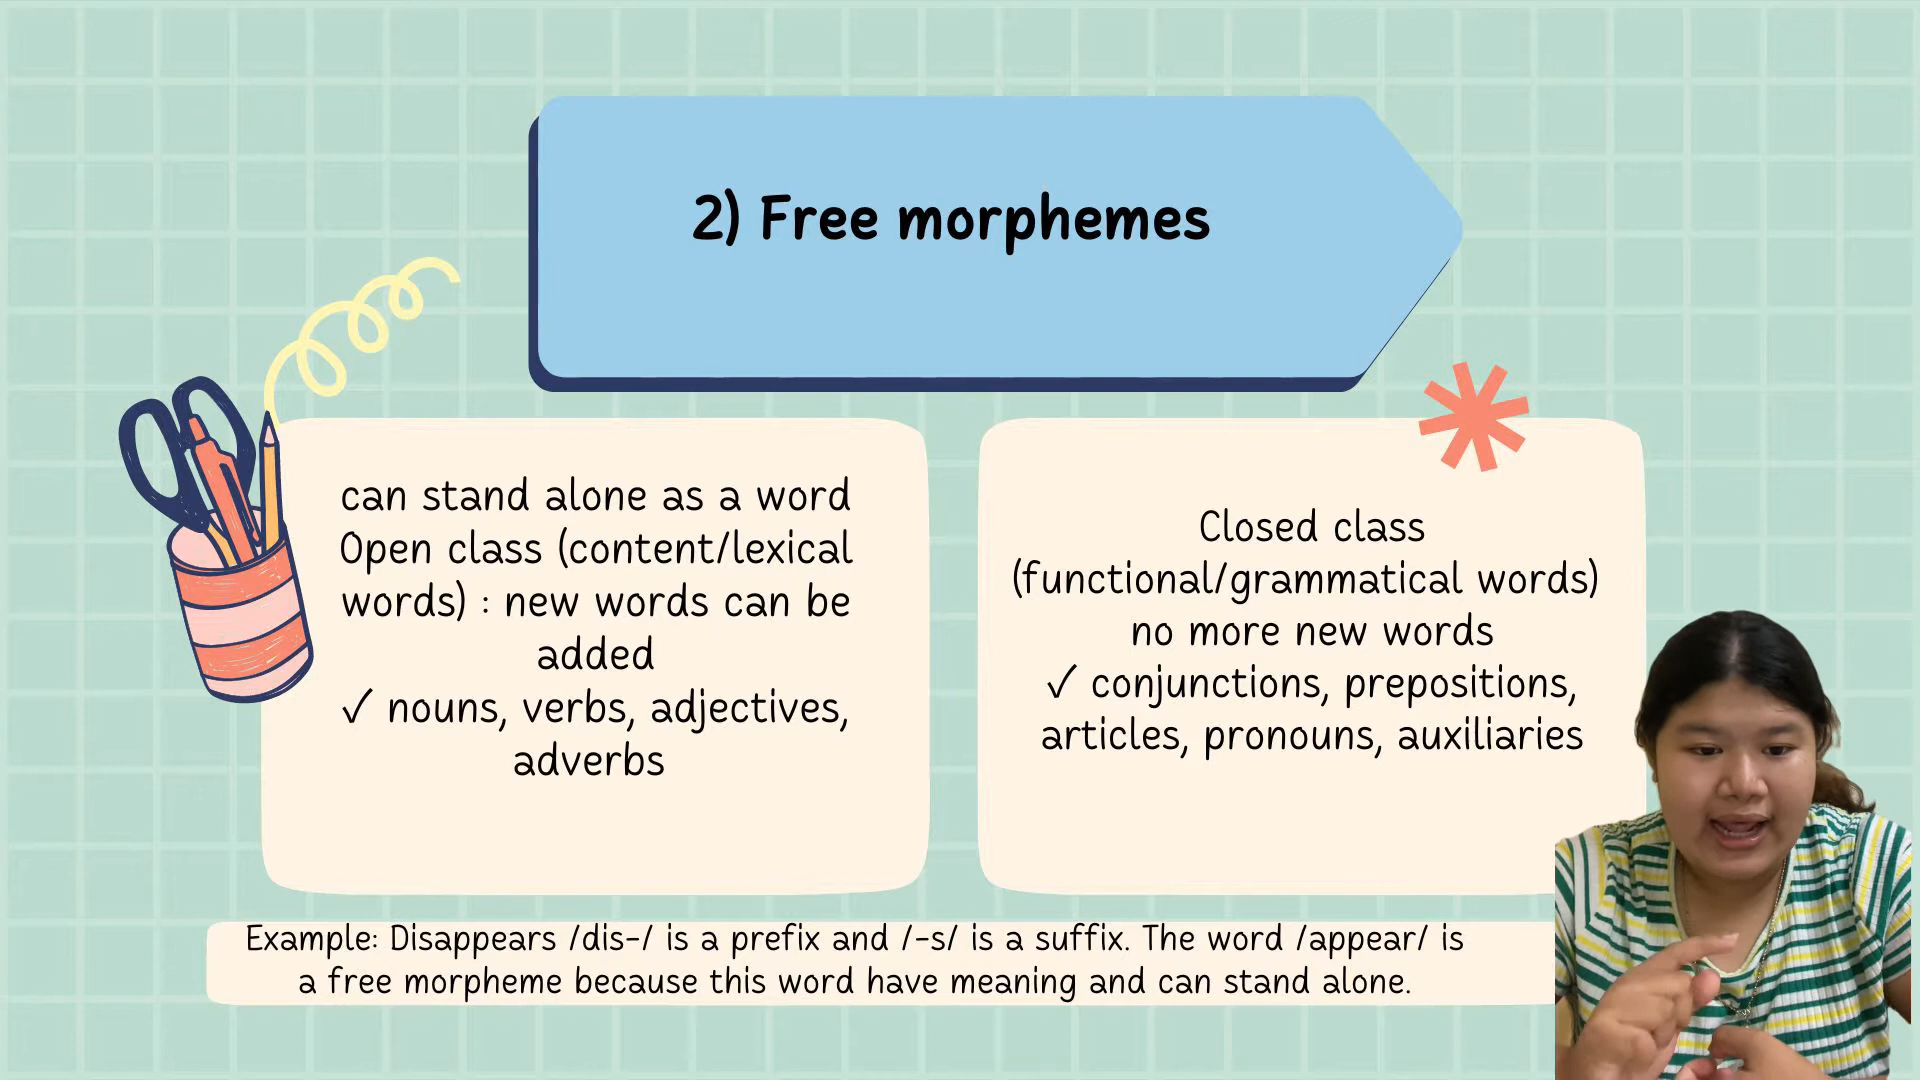 2) Free morphemes
can stand alone as a word
Open class (content/lexical
words) : new words can be
added
✓ nouns, verbs, adjectives,
adverbs
Closed class
(functional/grammatical words)
no more new words
✓ conjunctions, prepositions,
articles, pronouns, auxiliaries
Example: Disappears /dis-/ is a prefix and /-s/ is a suffix. The word /appear/ is
a free morpheme because this word have meaning and can stand alone.